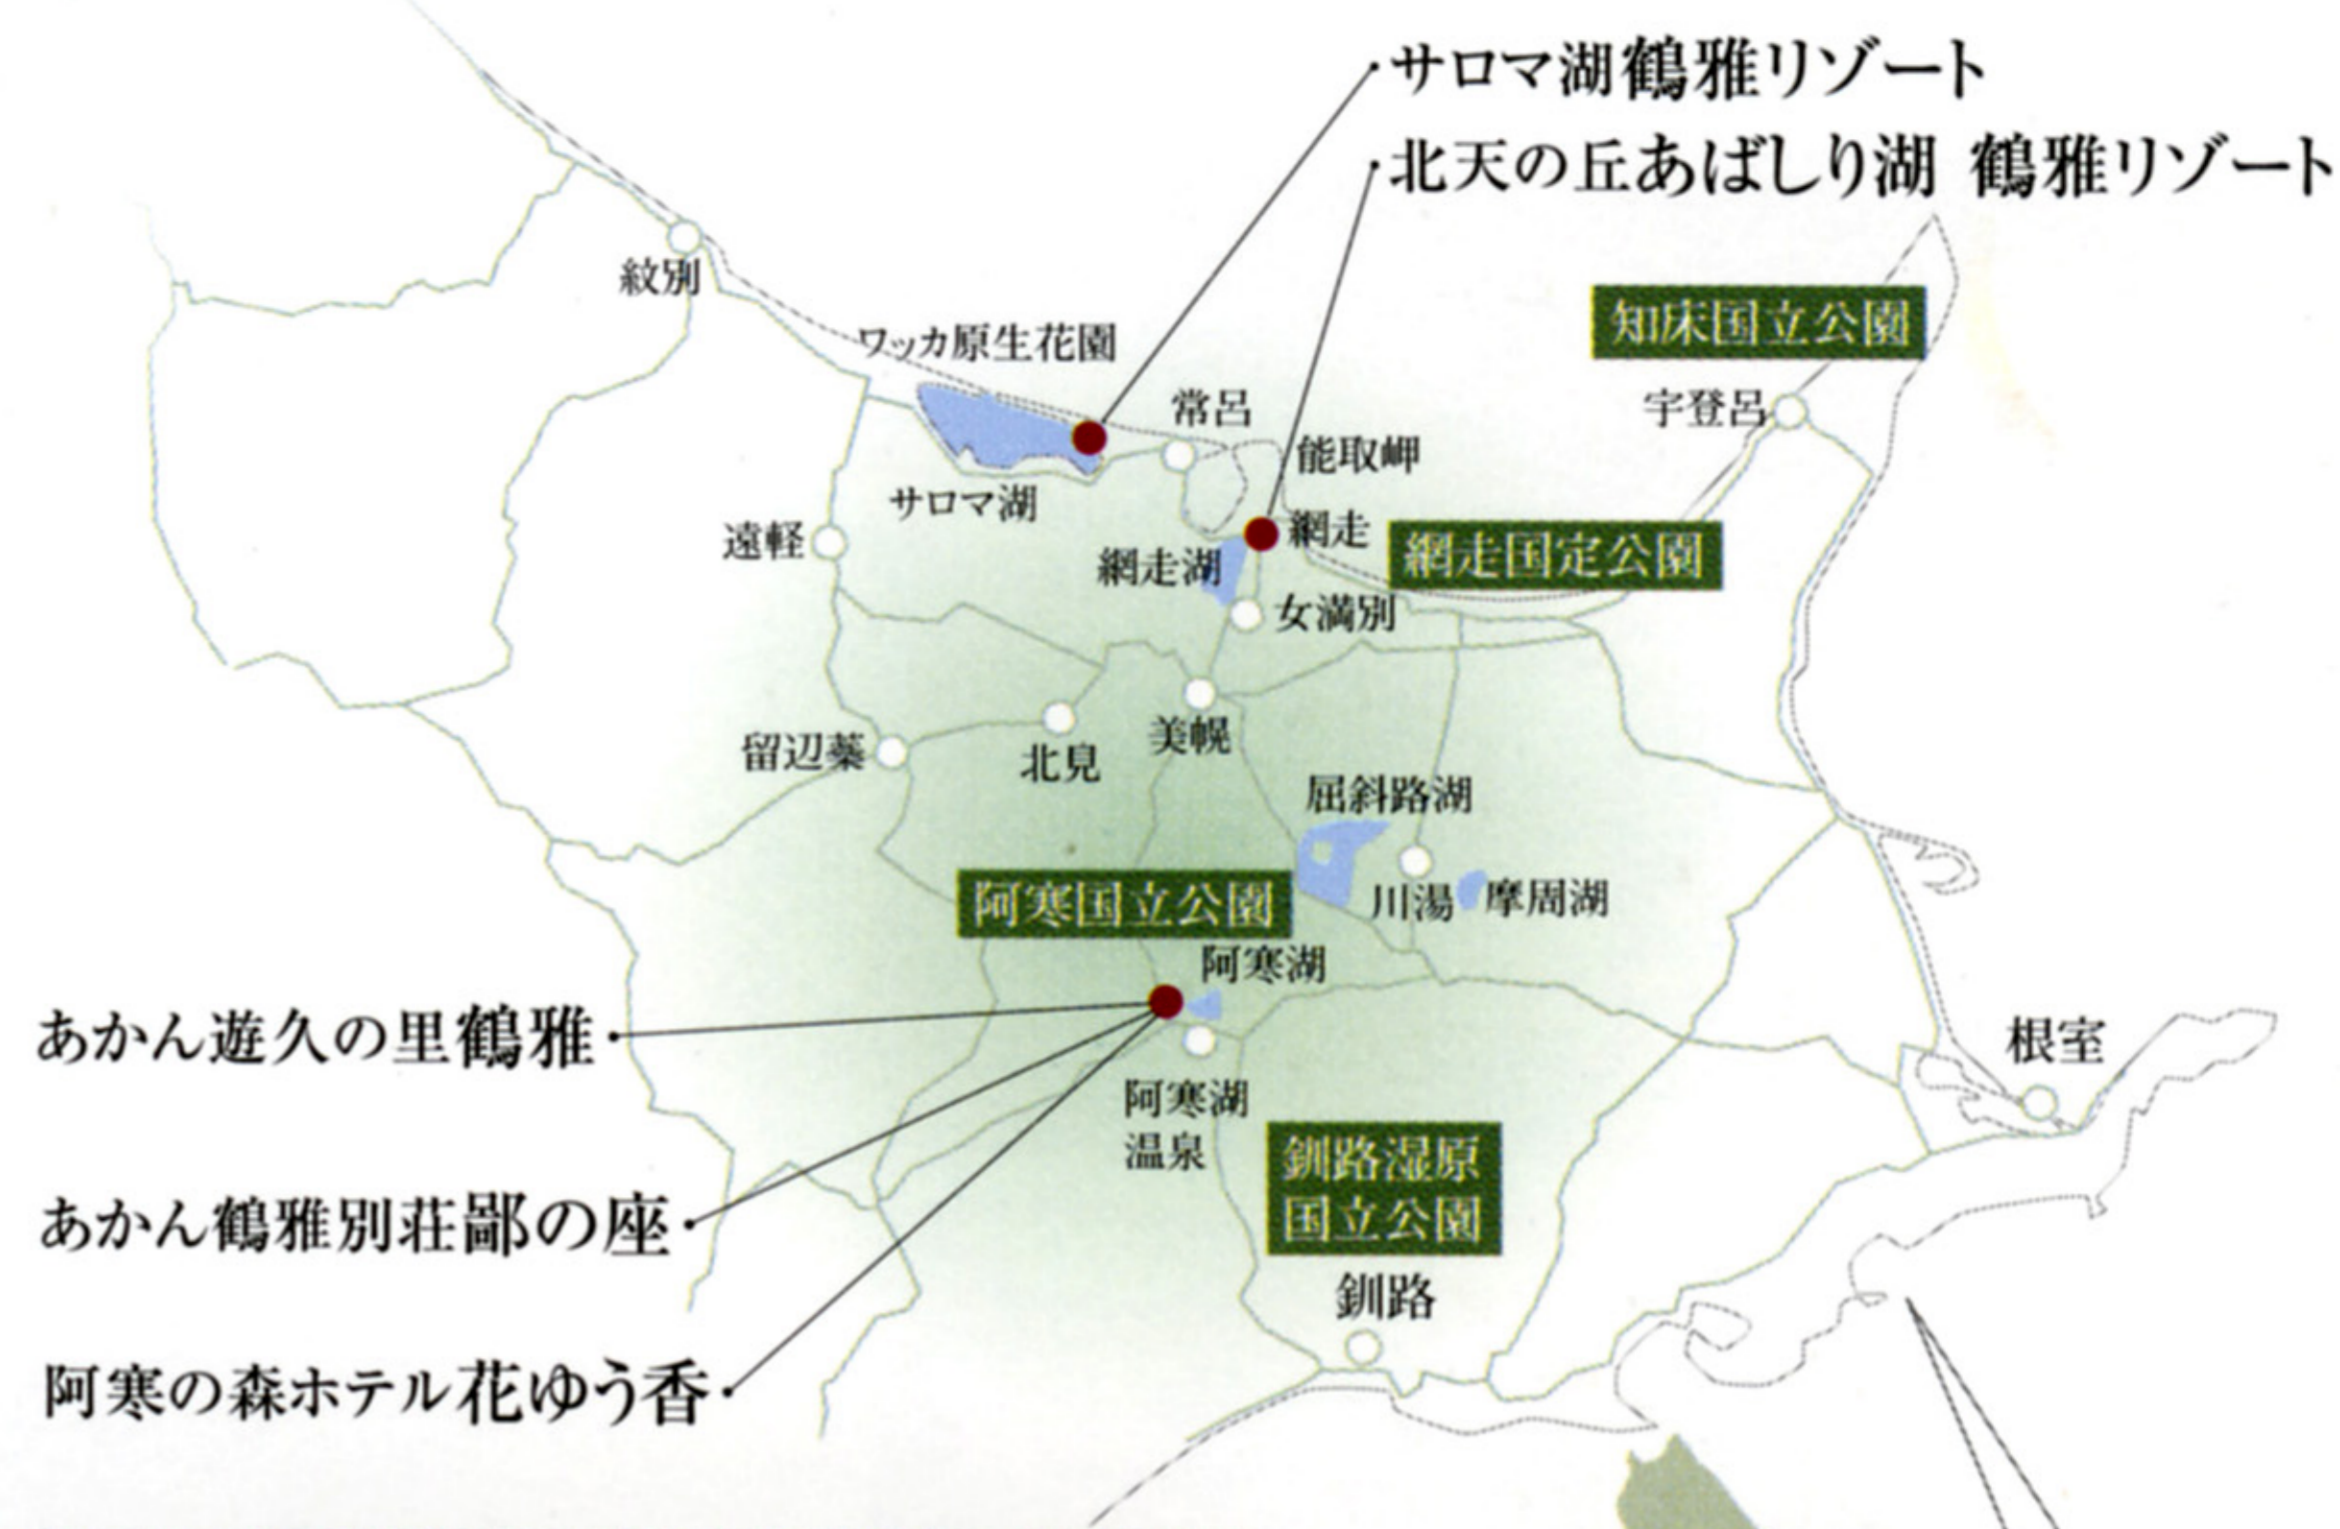 サロマ湖鶴雅リゾート
北天の丘あばしり湖 鶴雅リゾート
紋別
知床国立公園
ワッカ原生花園
常呂
宇登呂
能取岬
サロマ湖
網走
遠軽
網走国定公園
網走湖
女満別
美幌
留辺蘂
北見
屈斜路湖
阿寒国立公園
川湯
摩周湖
阿寒湖
あかん遊久の里鶴雅
根室
阿寒湖
温泉
釧路湿原
国立公園
あかん鶴雅別荘鄙の座
釧路
阿寒の森ホテル花ゆう香